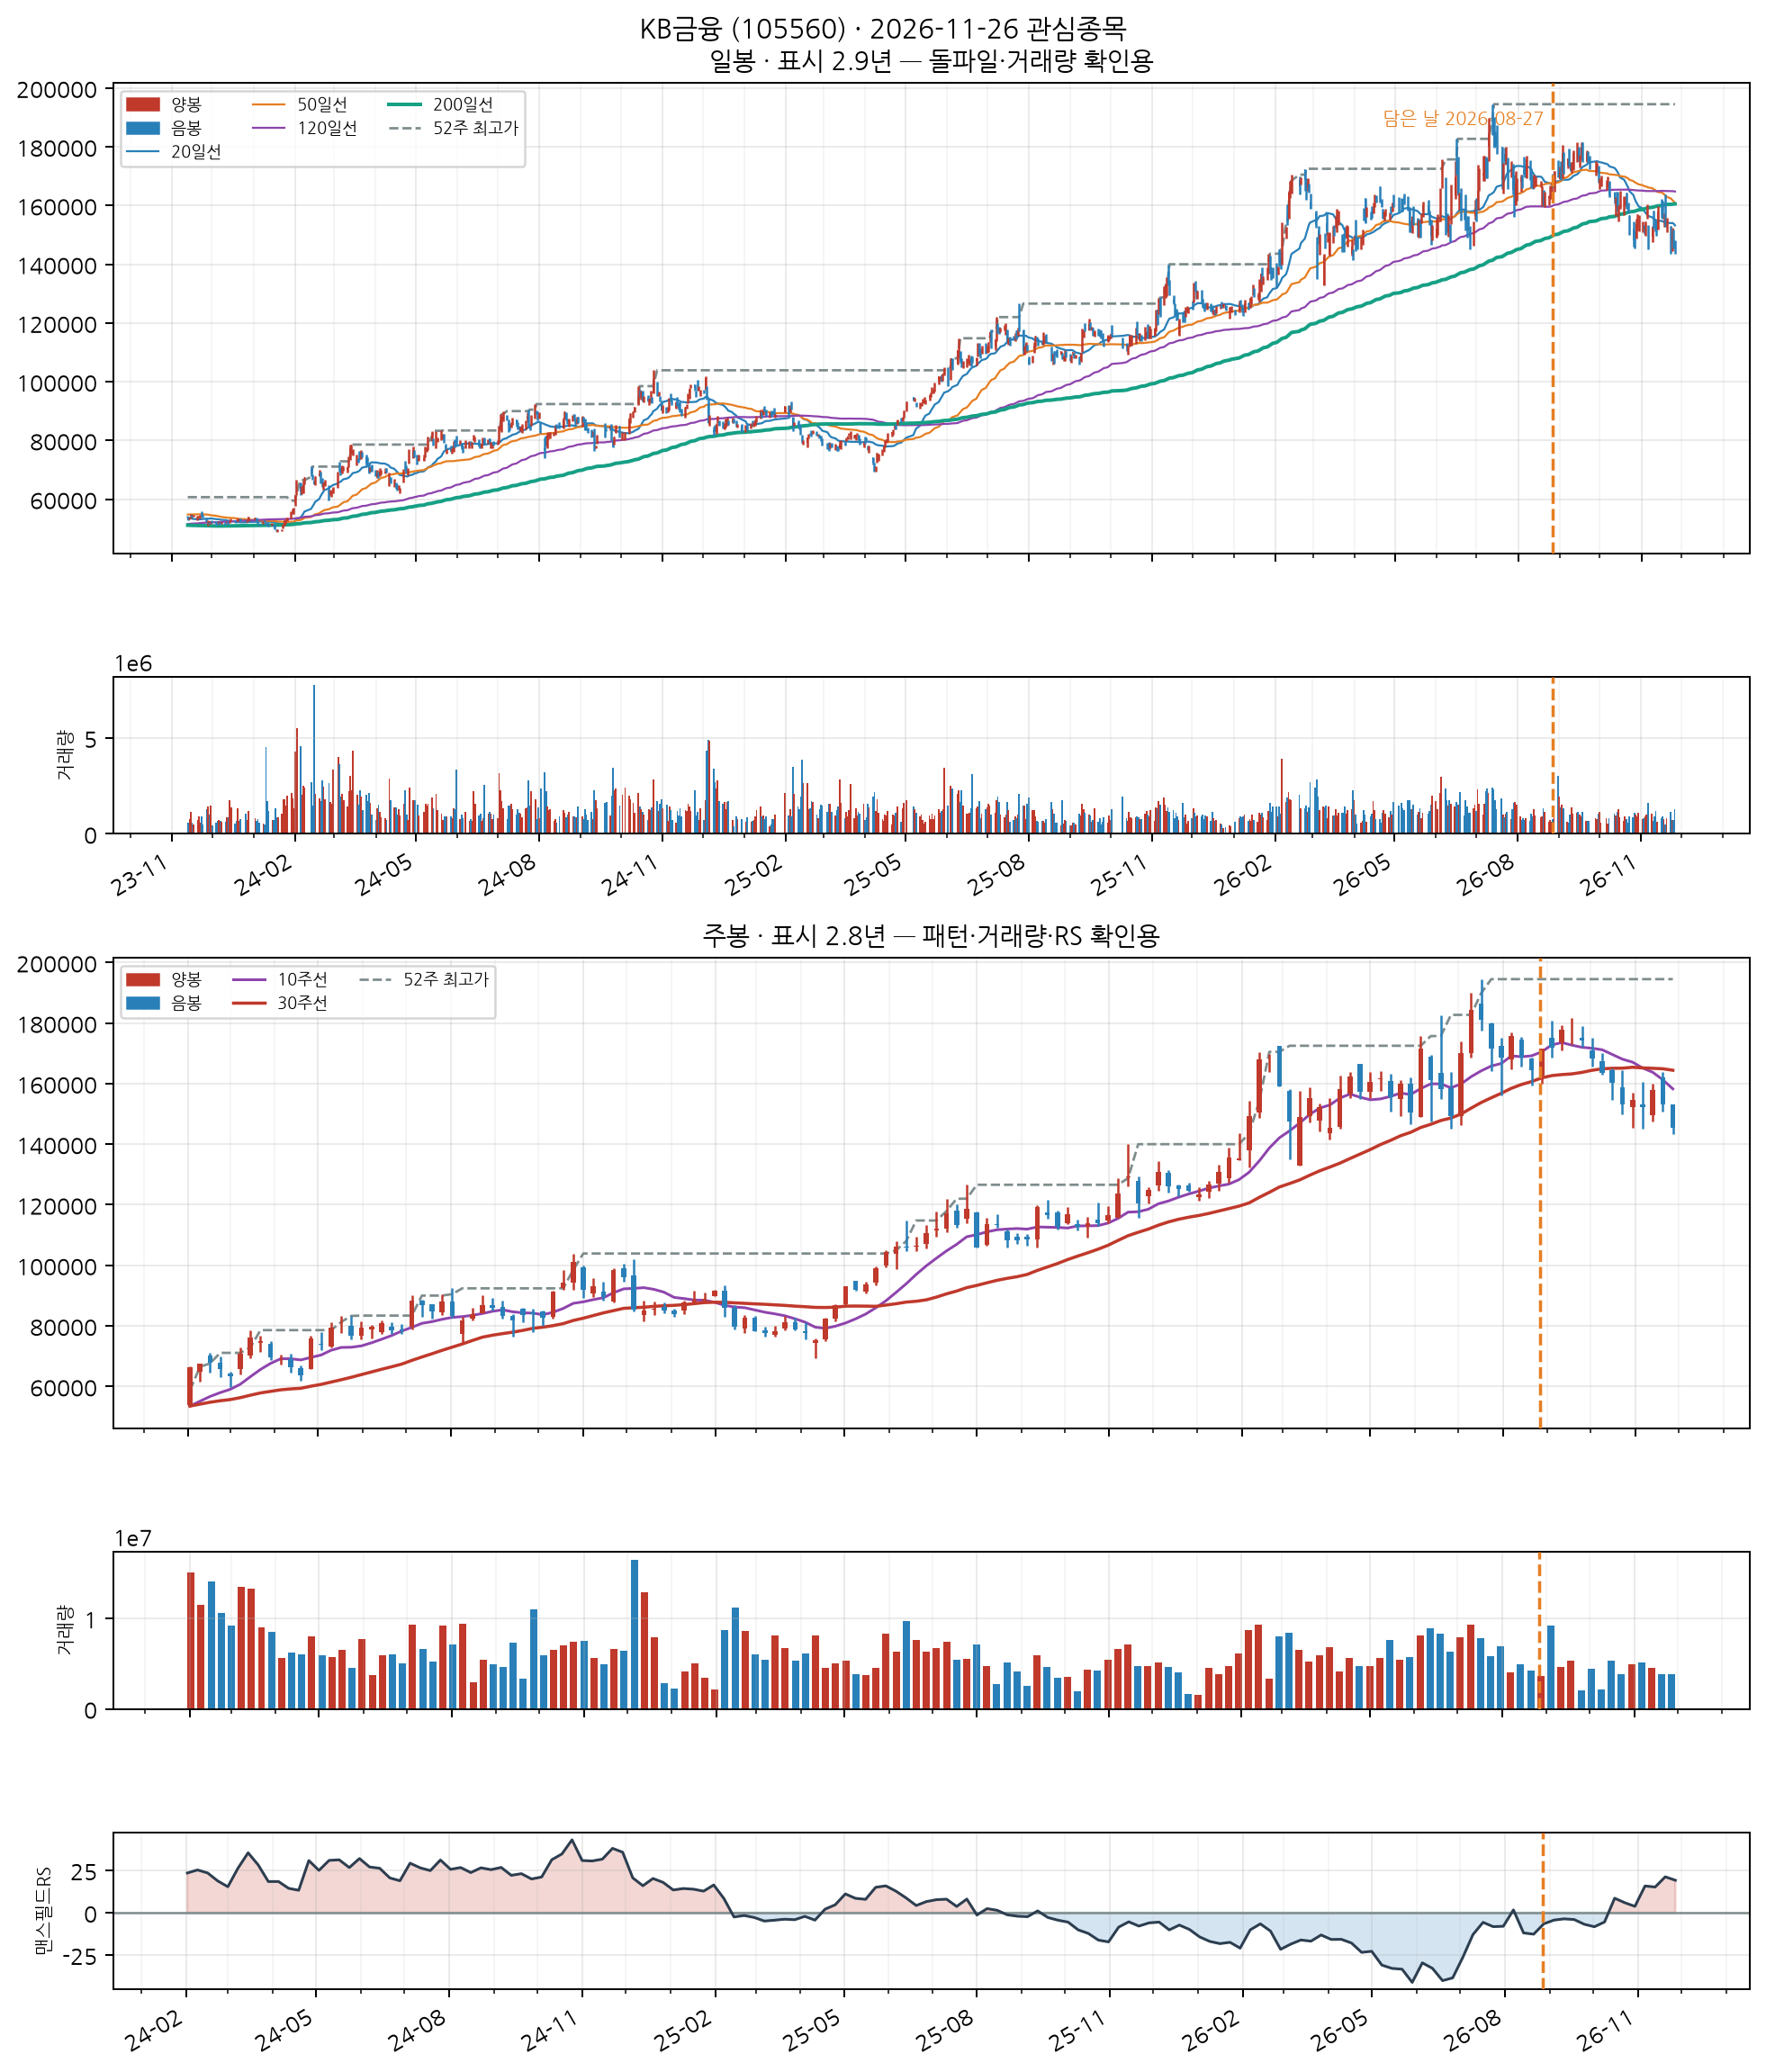 KB금융 (105560) · 2026-11-26 관심종목
일봉 · 표시 2.9년 — 돌파일·거래량 확인용
양봉 50일선 200일선
음봉 120일선 52주 최고가
20일선
담은 날 2026-08-27
200000
180000
160000
140000
120000
100000
80000
60000
1e6
거래량
5
0
23-11 24-02 24-05 24-08 24-11 25-02 25-05 25-08 25-11 26-02 26-05 26-08 26-11
주봉 · 표시 2.8년 — 패턴·거래량·RS 확인용
양봉 10주선 52주 최고가
음봉 30주선
200000
180000
160000
140000
120000
100000
80000
60000
1e7
거래량
1
0
맨스필드RS
25
0
-25
24-02 24-05 24-08 24-11 25-02 25-05 25-08 25-11 26-02 26-05 26-08 26-11